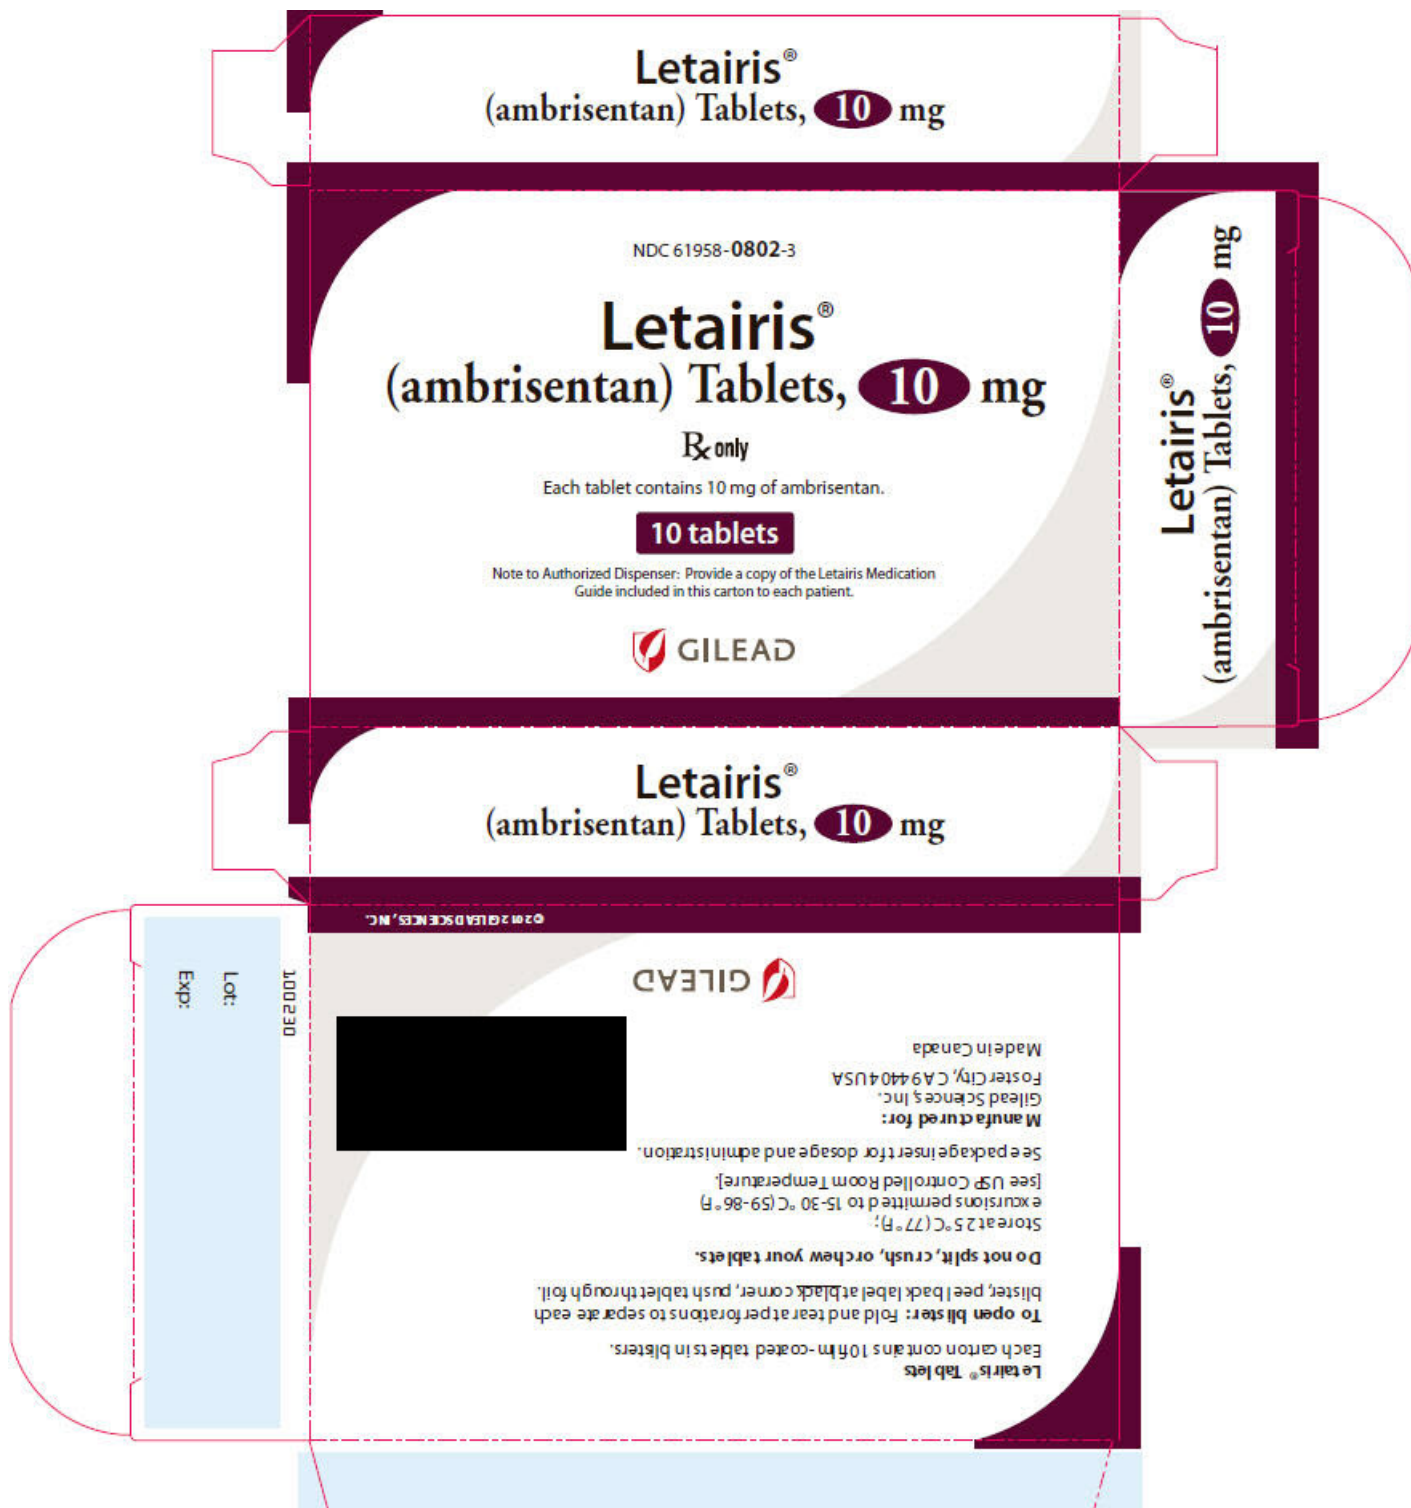 Letairis®
(ambrisentan) Tablets, 10 mg
NDC 61958-0802-3
Letairis®
(ambrisentan) Tablets, 10 mg
Rx only
Each tablet contains 10 mg of ambrisentan.
10 tablets
Note to Authorized Dispenser: Provide a copy of the Letairis Medication
Guide included in this carton to each patient.
GILEAD
Letairis®
(ambrisentan) Tablets, 10 mg
Letairis®
(ambrisentan) Tablets, 10 mg
Letairis® Tablets
Each carton contains 10 film-coated tablets in blisters.
To open blister: Fold and tear at perforations to separate each
blister, peel back label at black corner, push tablet through foil.
Do not split, crush, or chew your tablets.
Store at 25 °C (77 °F);
excursions permitted to 15-30 °C (59-86 °F)
[see USP Controlled Room Temperature].
See package insert for dosage and administration.
Manufactured for:
Gilead Sciences, Inc.
Foster City, CA 94404 USA
Made in Canada
GILEAD
© 2012 GILEAD SCIENCES, INC.
100230
Lot:
Exp: